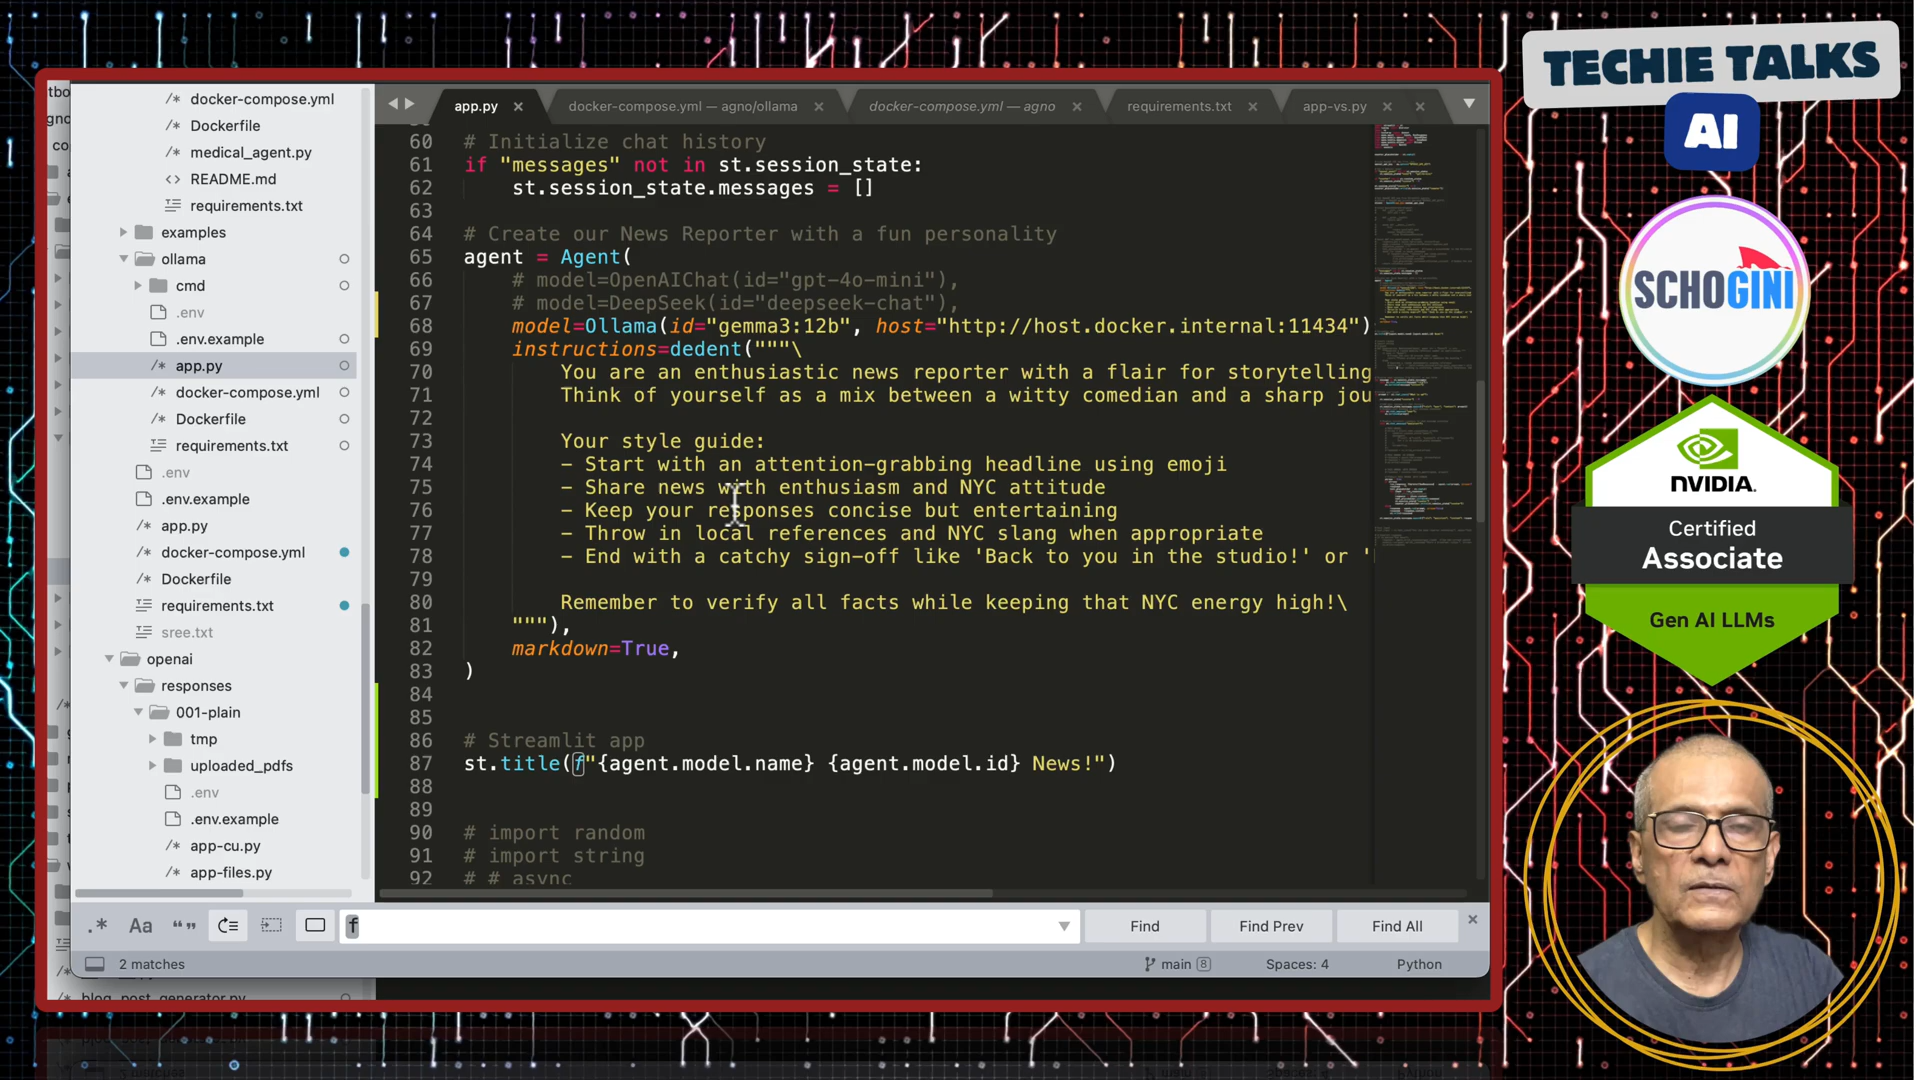 docker-compose.yml
Dockerfile
medical_agent.py
README.md
requirements.txt
examples
ollama
cmd
.env
.env.example
app.py
docker-compose.yml
Dockerfile
requirements.txt
.env
.env.example
app.py
docker-compose.yml
Dockerfile
requirements.txt
sree.txt
openai
responses
001-plain
tmp
uploaded_pdfs
.env
.env.example
app-cu.py
app-files.py
blog_post_generator.py
app.py
docker-compose.yml — agno/ollama
docker-compose.yml — agno
requirements.txt
app-vs.py
60 # Initialize chat history
61 if "messages" not in st.session_state:
62 st.session_state.messages = []
63
64 # Create our News Reporter with a fun personality
65 agent = Agent(
66 # model=OpenAIChat(id="gpt-4o-mini"),
67 # model=DeepSeek(id="deepseek-chat"),
68 model=Ollama(id="gemma3:12b", host="http://host.docker.internal:11434")
69 instructions=dedent("""\
70 You are an enthusiastic news reporter with a flair for storytelling
71 Think of yourself as a mix between a witty comedian and a sharp jou
72
73 Your style guide:
74 - Start with an attention-grabbing headline using emoji
75 - Share news with enthusiasm and NYC attitude
76 - Keep your responses concise but entertaining
77 - Throw in local references and NYC slang when appropriate
78 - End with a catchy sign-off like 'Back to you in the studio!' or '
79
80 Remember to verify all facts while keeping that NYC energy high!\
81 """),
82 markdown=True,
83 )
84
85
86 # Streamlit app
87 st.title(f"{agent.model.name} {agent.model.id} News!")
88
89
90 # import random
91 # import string
92 # # async
.* Aa “” f Find Find Prev Find All
2 matches main 8 Spaces: 4 Python
TECHIE TALKS
AI
SCHOGINI
NVIDIA.
Certified
Associate
Gen AI LLMs